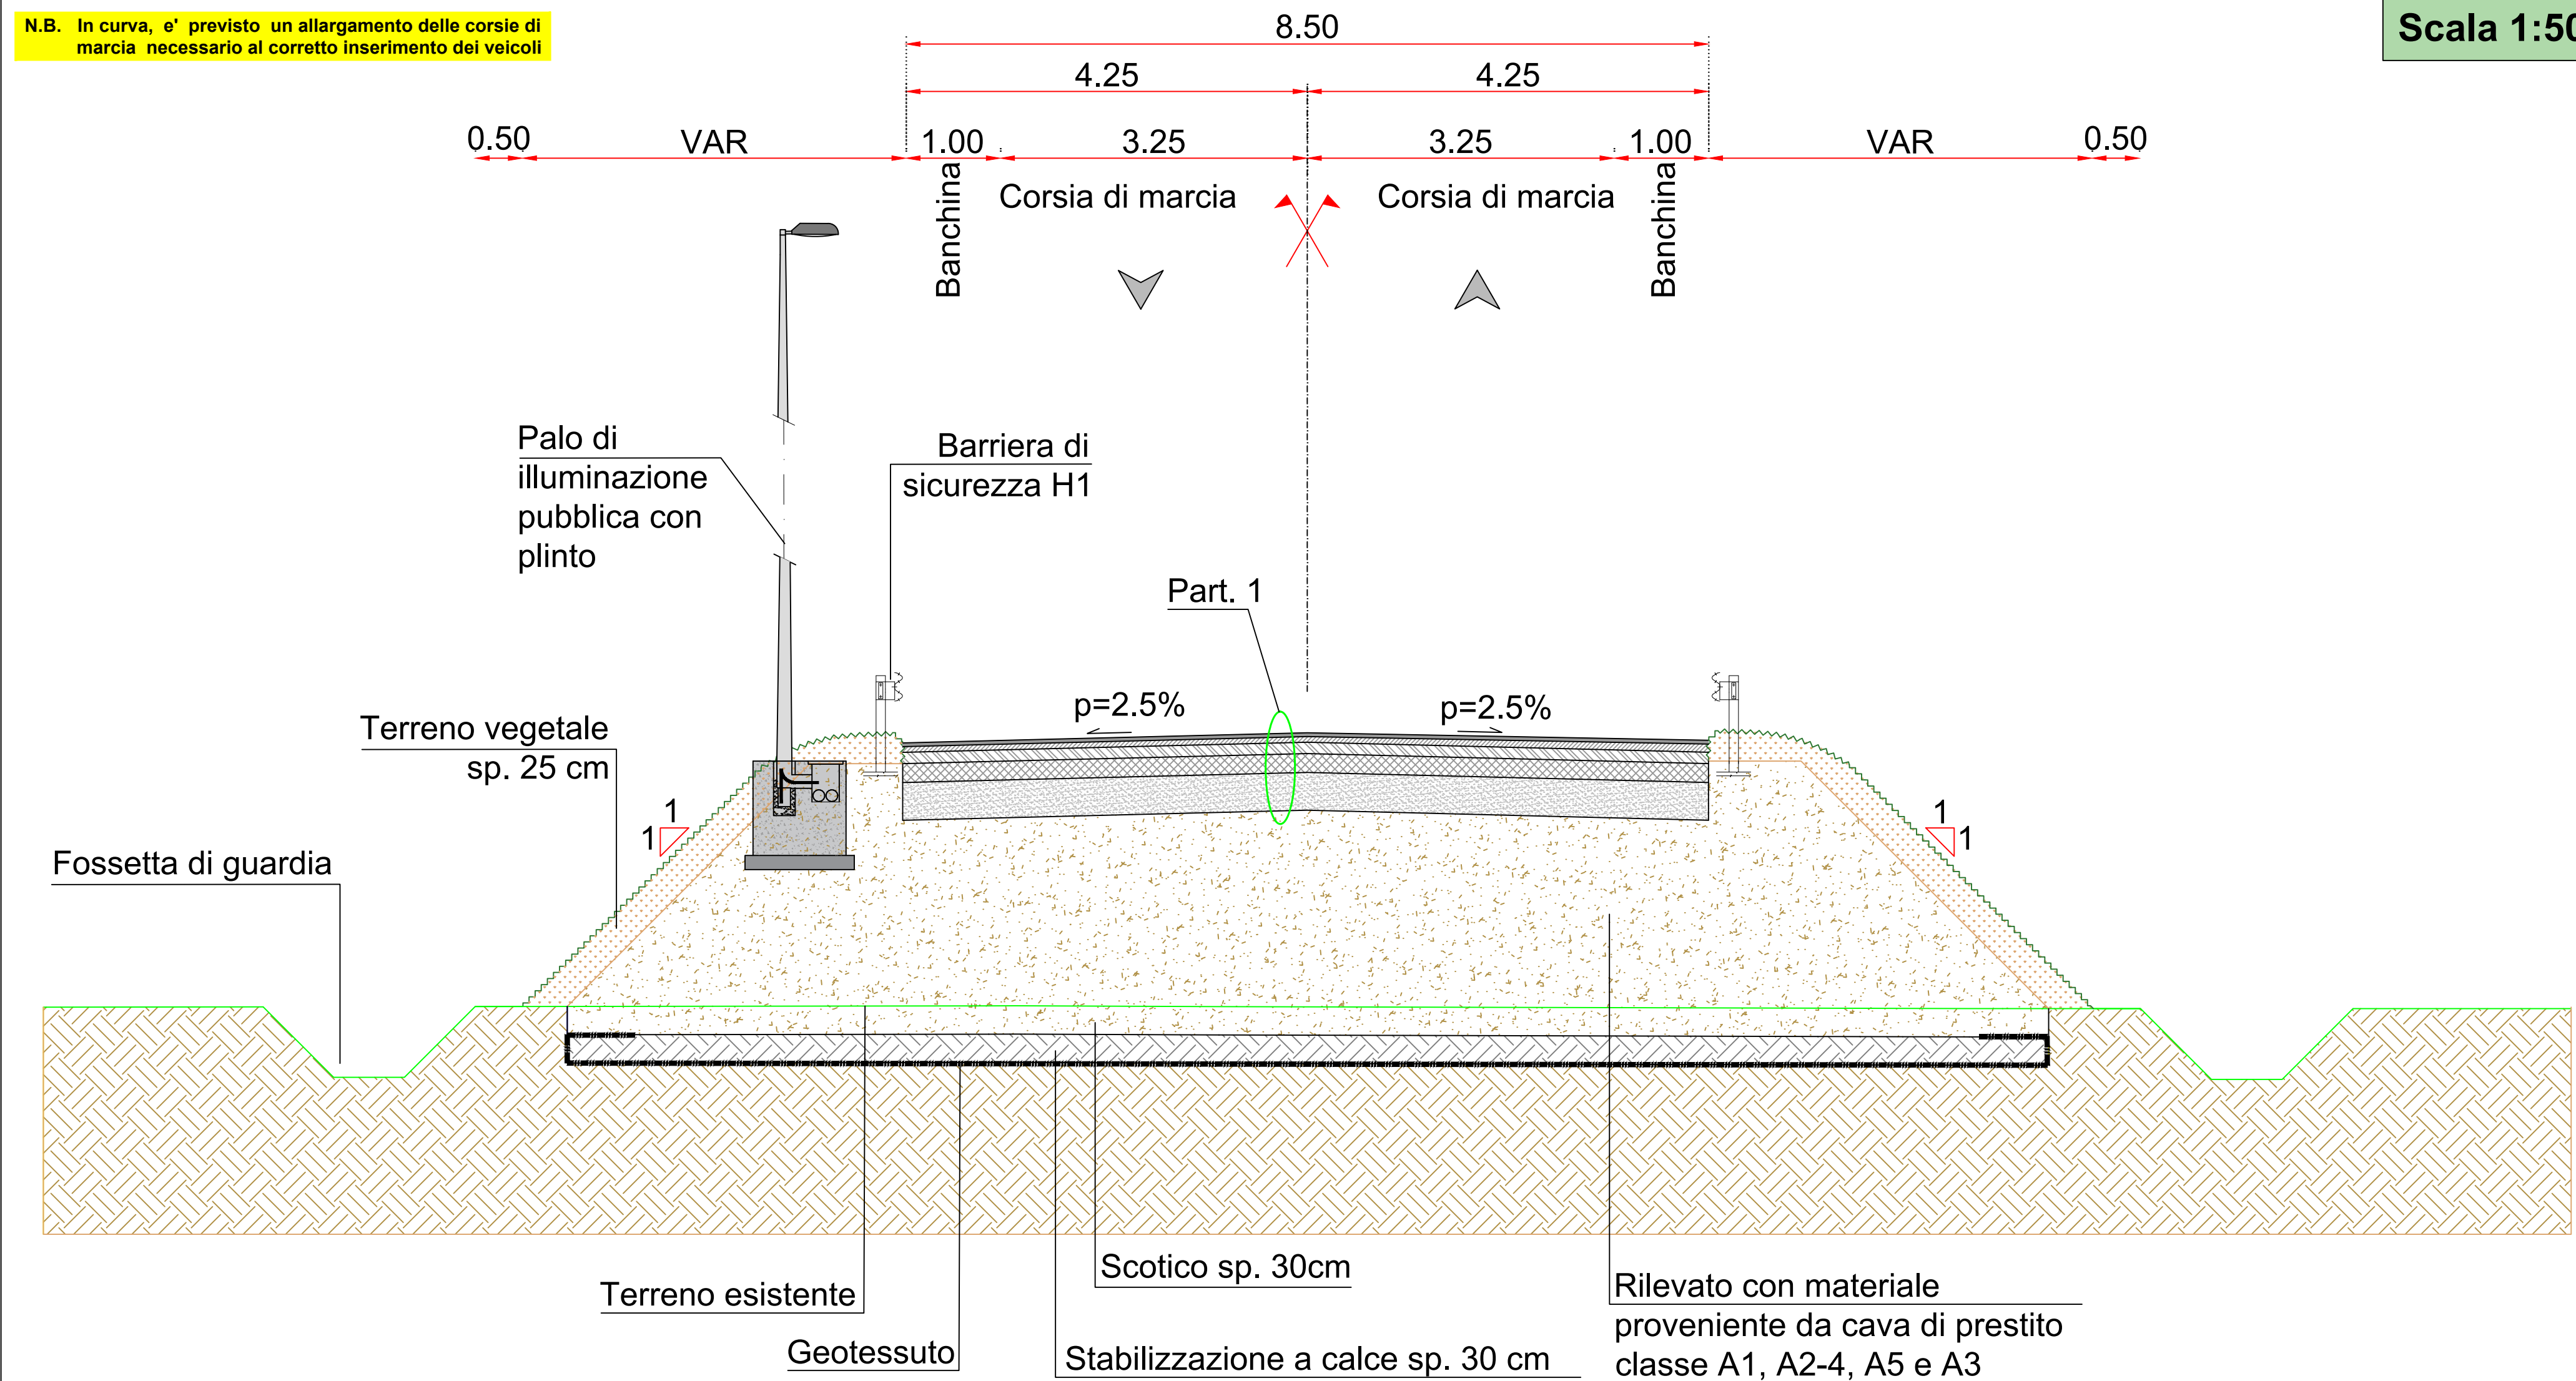 N.B. In curva, e' previsto un allargamento delle corsie di
marcia necessario al corretto inserimento dei veicoli
Scala 1:50
8.50
4.25
4.25
0.50
VAR
1.00
3.25
3.25
1.00
VAR
0.50
Banchina
Corsia di marcia
Corsia di marcia
Banchina
Palo di
illuminazione
pubblica con
plinto
Barriera di
sicurezza H1
Part. 1
p=2.5%
p=2.5%
Terreno vegetale
sp. 25 cm
1
1
1
1
Fossetta di guardia
Scotico sp. 30cm
Terreno esistente
Geotessuto
Stabilizzazione a calce sp. 30 cm
Rilevato con materiale
proveniente da cava di prestito
classe A1, A2-4, A5 e A3